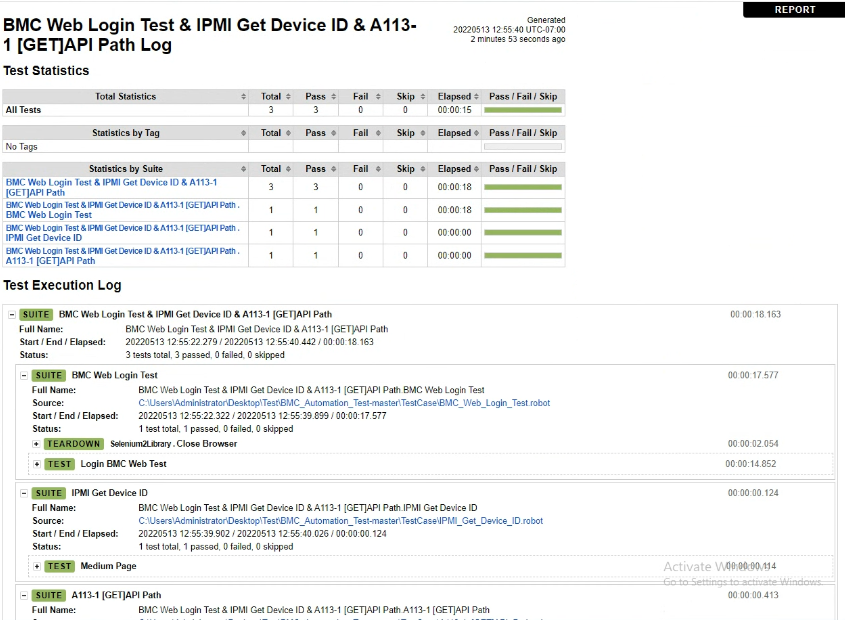 REPORT
BMC Web Login Test & IPMI Get Device ID & A113-
1 [GET]API Path Log
Generated
20220513 12:55:40 UTC-07:00
2 minutes 53 seconds ago
Test Statistics
Total Statistics Total Pass Fail Skip Elapsed Pass / Fail / Skip
All Tests 3 3 0 0 00:00:15
Statistics by Tag Total Pass Fail Skip Elapsed Pass / Fail / Skip
No Tags
Statistics by Suite Total Pass Fail Skip Elapsed Pass / Fail / Skip
BMC Web Login Test & IPMI Get Device ID & A113-1
[GET]API Path 3 3 0 0 00:00:18
BMC Web Login Test & IPMI Get Device ID & A113-1 [GET]API Path .
BMC Web Login Test 1 1 0 0 00:00:18
BMC Web Login Test & IPMI Get Device ID & A113-1 [GET]API Path .
IPMI Get Device ID 1 1 0 0 00:00:00
BMC Web Login Test & IPMI Get Device ID & A113-1 [GET]API Path .
A113-1 [GET]API Path 1 1 0 0 00:00:00
Test Execution Log
SUITE BMC Web Login Test & IPMI Get Device ID & A113-1 [GET]API Path 00:00:18.163
Full Name: BMC Web Login Test & IPMI Get Device ID & A113-1 [GET]API Path
Start / End / Elapsed: 20220513 12:55:22.279 / 20220513 12:55:40.442 / 00:00:18.163
Status: 3 tests total, 3 passed, 0 failed, 0 skipped
SUITE BMC Web Login Test 00:00:17.577
Full Name: BMC Web Login Test & IPMI Get Device ID & A113-1 [GET]API Path.BMC Web Login Test
Source: C:\Users\Administrator\Desktop\Test\BMC_Automation_Test-master\TestCase\BMC_Web_Login_Test.robot
Start / End / Elapsed: 20220513 12:55:22.322 / 20220513 12:55:39.899 / 00:00:17.577
Status: 1 test total, 1 passed, 0 failed, 0 skipped
TEARDOWN Selenium2Library . Close Browser 00:00:02.054
TEST Login BMC Web Test 00:00:14.852
SUITE IPMI Get Device ID 00:00:00.124
Full Name: BMC Web Login Test & IPMI Get Device ID & A113-1 [GET]API Path.IPMI Get Device ID
Source: C:\Users\Administrator\Desktop\Test\BMC_Automation_Test-master\TestCase\IPMI_Get_Device_ID.robot
Start / End / Elapsed: 20220513 12:55:39.902 / 20220513 12:55:40.026 / 00:00:00.124
Status: 1 test total, 1 passed, 0 failed, 0 skipped
TEST Medium Page 00:00:00.114
Activate Windows
Go to Settings to activate Windows.
SUITE A113-1 [GET]API Path 00:00:00.413
Full Name: BMC Web Login Test & IPMI Get Device ID & A113-1 [GET]API Path.A113-1 [GET]API Path